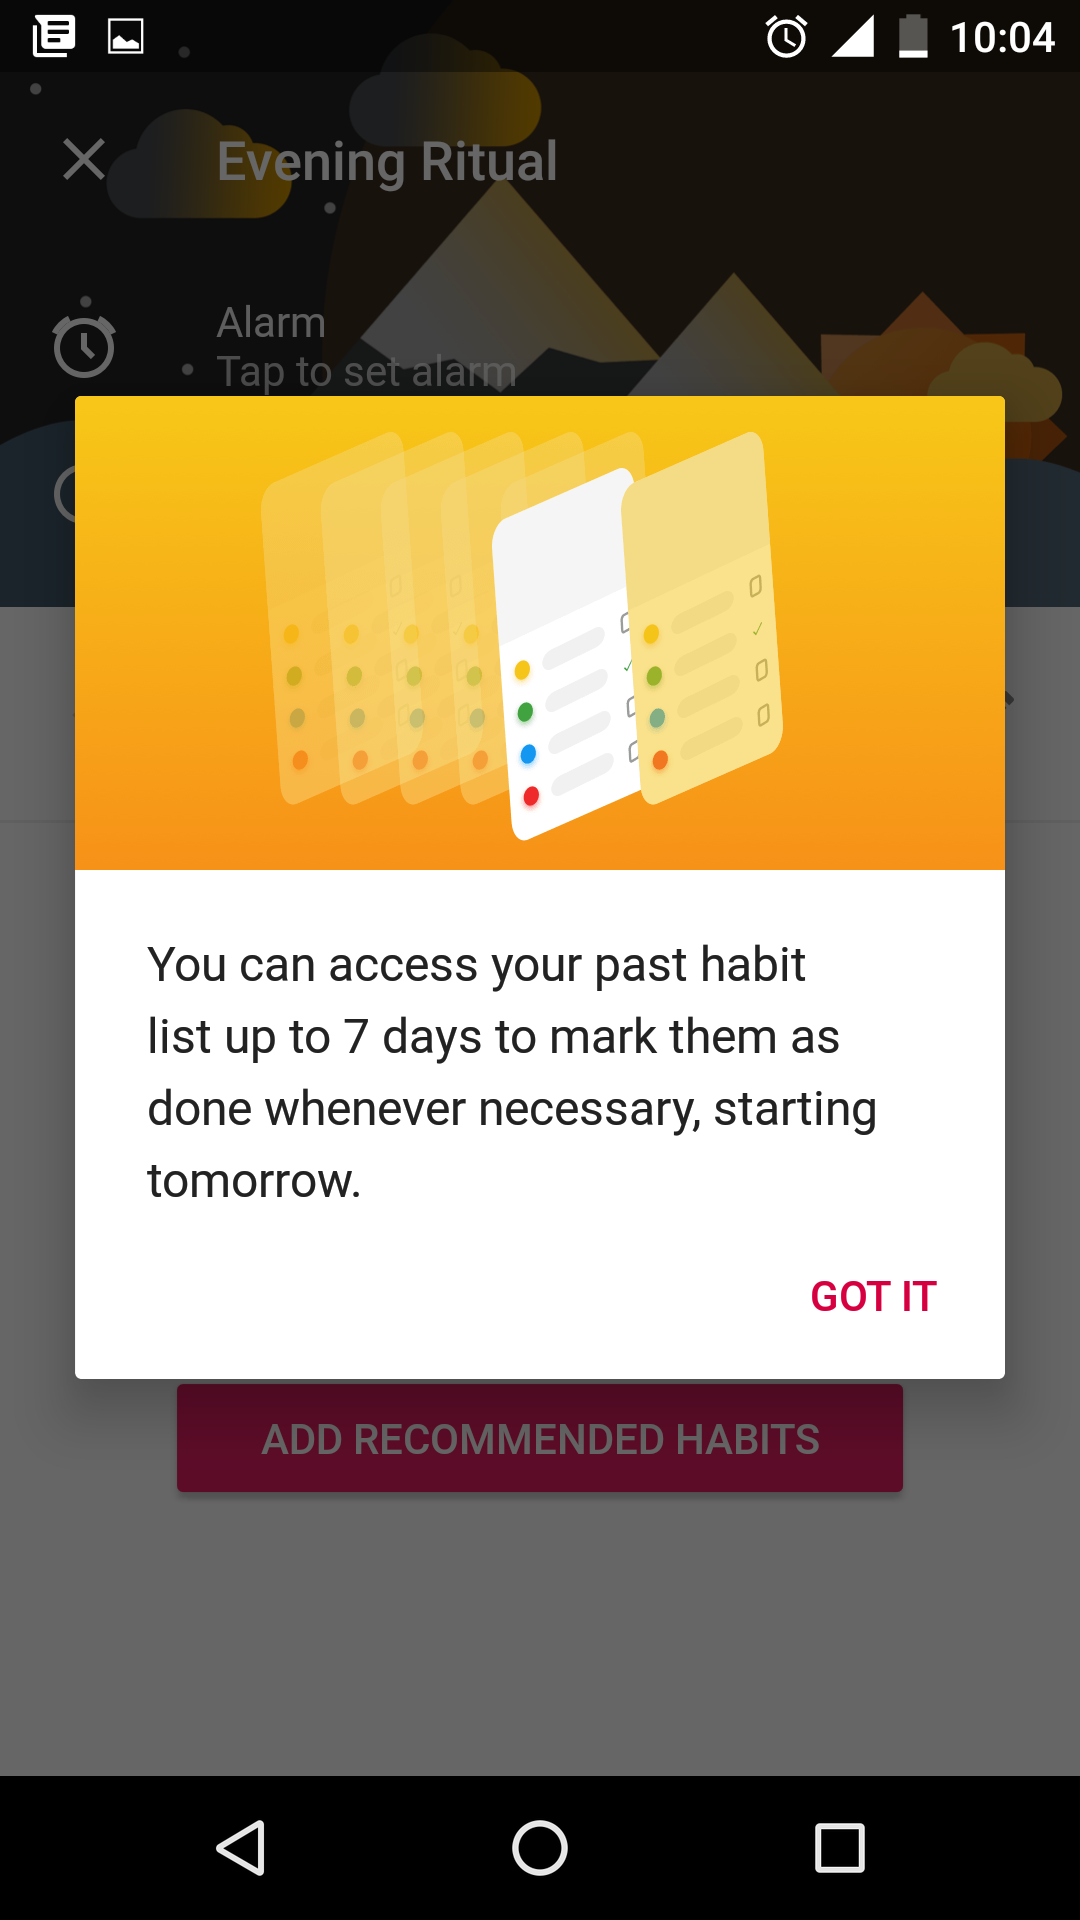 10:04
Evening Ritual
Alarm
Tap to set alarm
You can access your past habit
list up to 7 days to mark them as
done whenever necessary, starting
tomorrow.
GOT IT
ADD RECOMMENDED HABITS